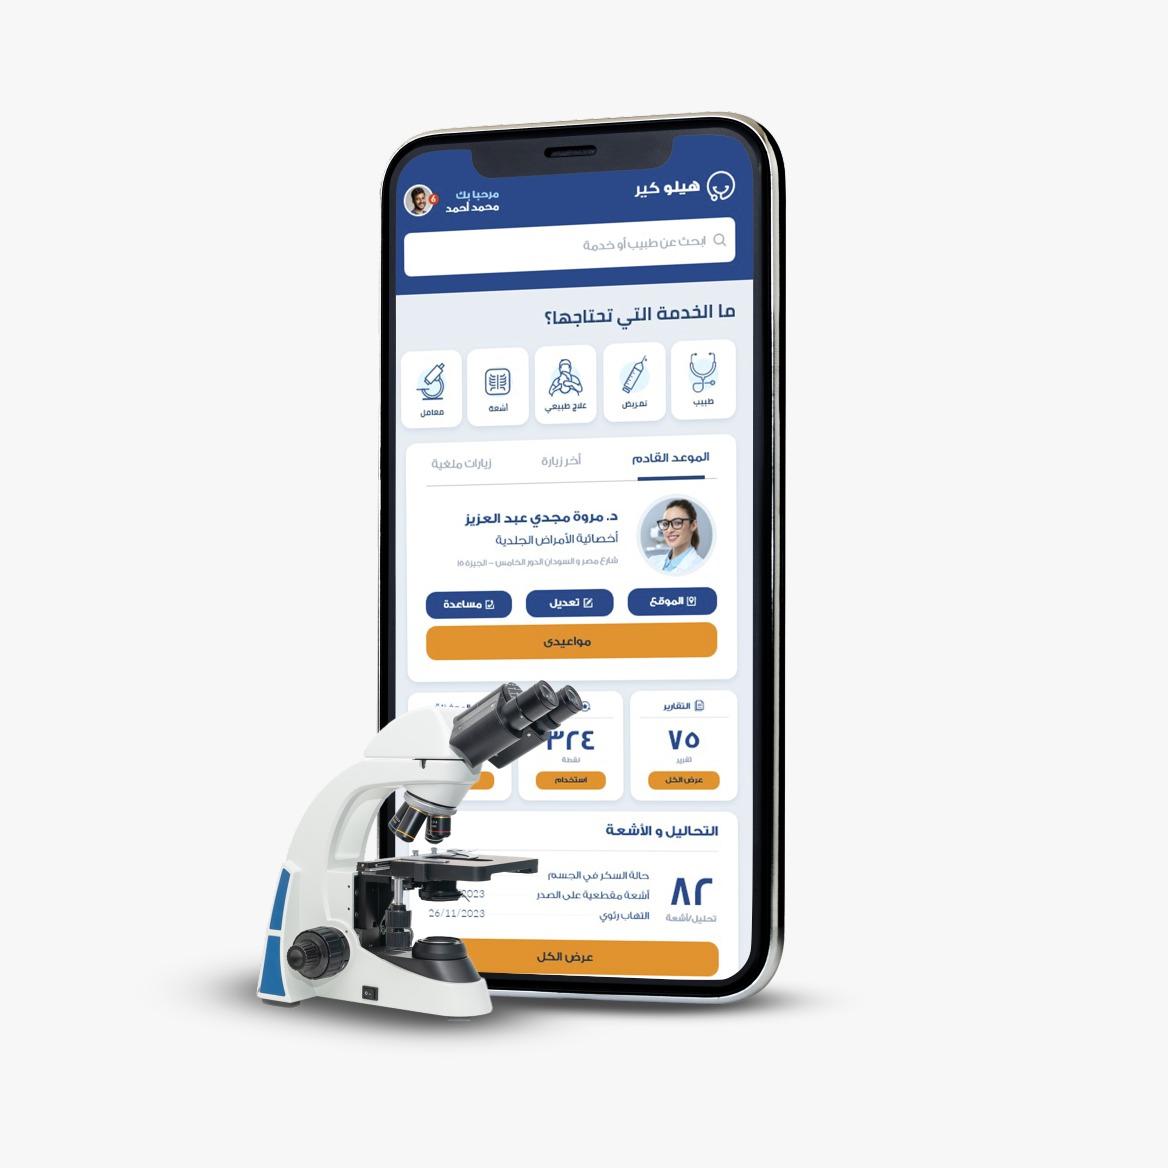 هيلو كير
مرحبا بك
محمد أحمد
6
ابحث عن طبيب أو خدمة
ما الخدمة التي تحتاجها؟
طبيب
تمريض
علاج طبيعي
أشعة
معامل
الموعد القادم
أخر زيارة
زيارات ملغية
د. مروة مجدي عبد العزيز
أخصائية الأمراض الجلدية
شارع مصر و السودان الدور الخامس – الجيزة ١٥
الموقع
تعديل
مساعدة
مواعيدى
التقارير
٧٥
تقرير
عرض الكل
٣٢٤
نقطة
استخدام
التحاليل و الأشعة
٨٢
تحليل/أشعة
حالة السكر في الجسم
أشعة مقطعية على الصدر
2023
التهاب رئوي
26/11/2023
عرض الكل